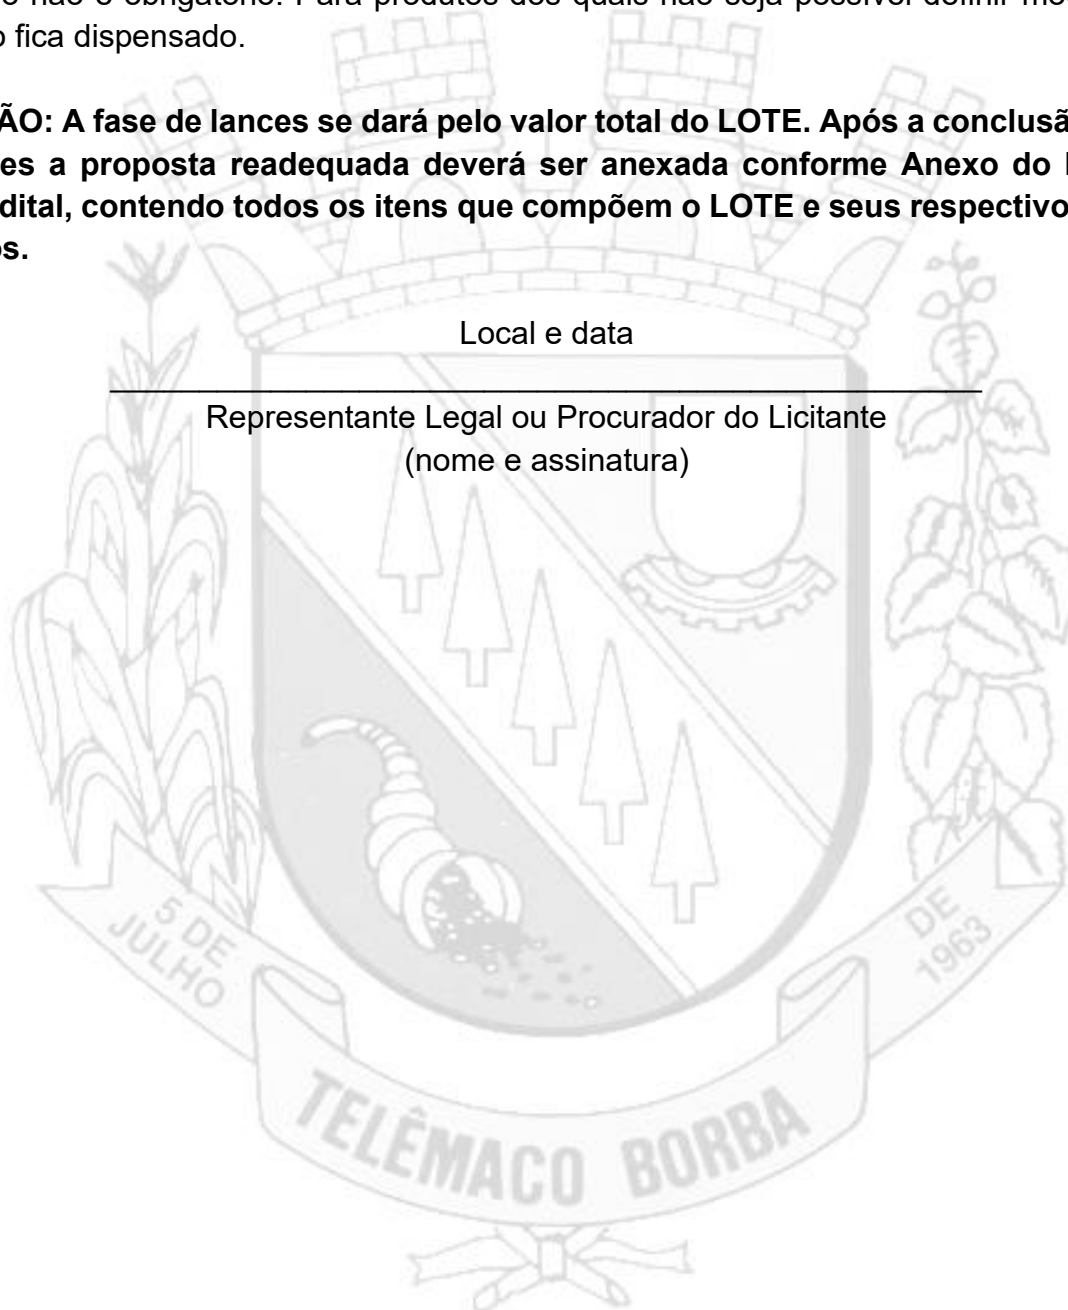 não é obrigatório. Para produtos dos quais não seja possível definir
o fica dispensado.
ÃO: A fase de lances se dará pelo valor total do LOTE. Após a conclusã
es a proposta readequada deverá ser anexada conforme Anexo do
dital, contendo todos os itens que compõem o LOTE e seus respectivo
os.
Local e data
Representante Legal ou Procurador do Licitante
(nome e assinatura)
5 DE
JULHO
DE
1963
TELÊMACO BORBA